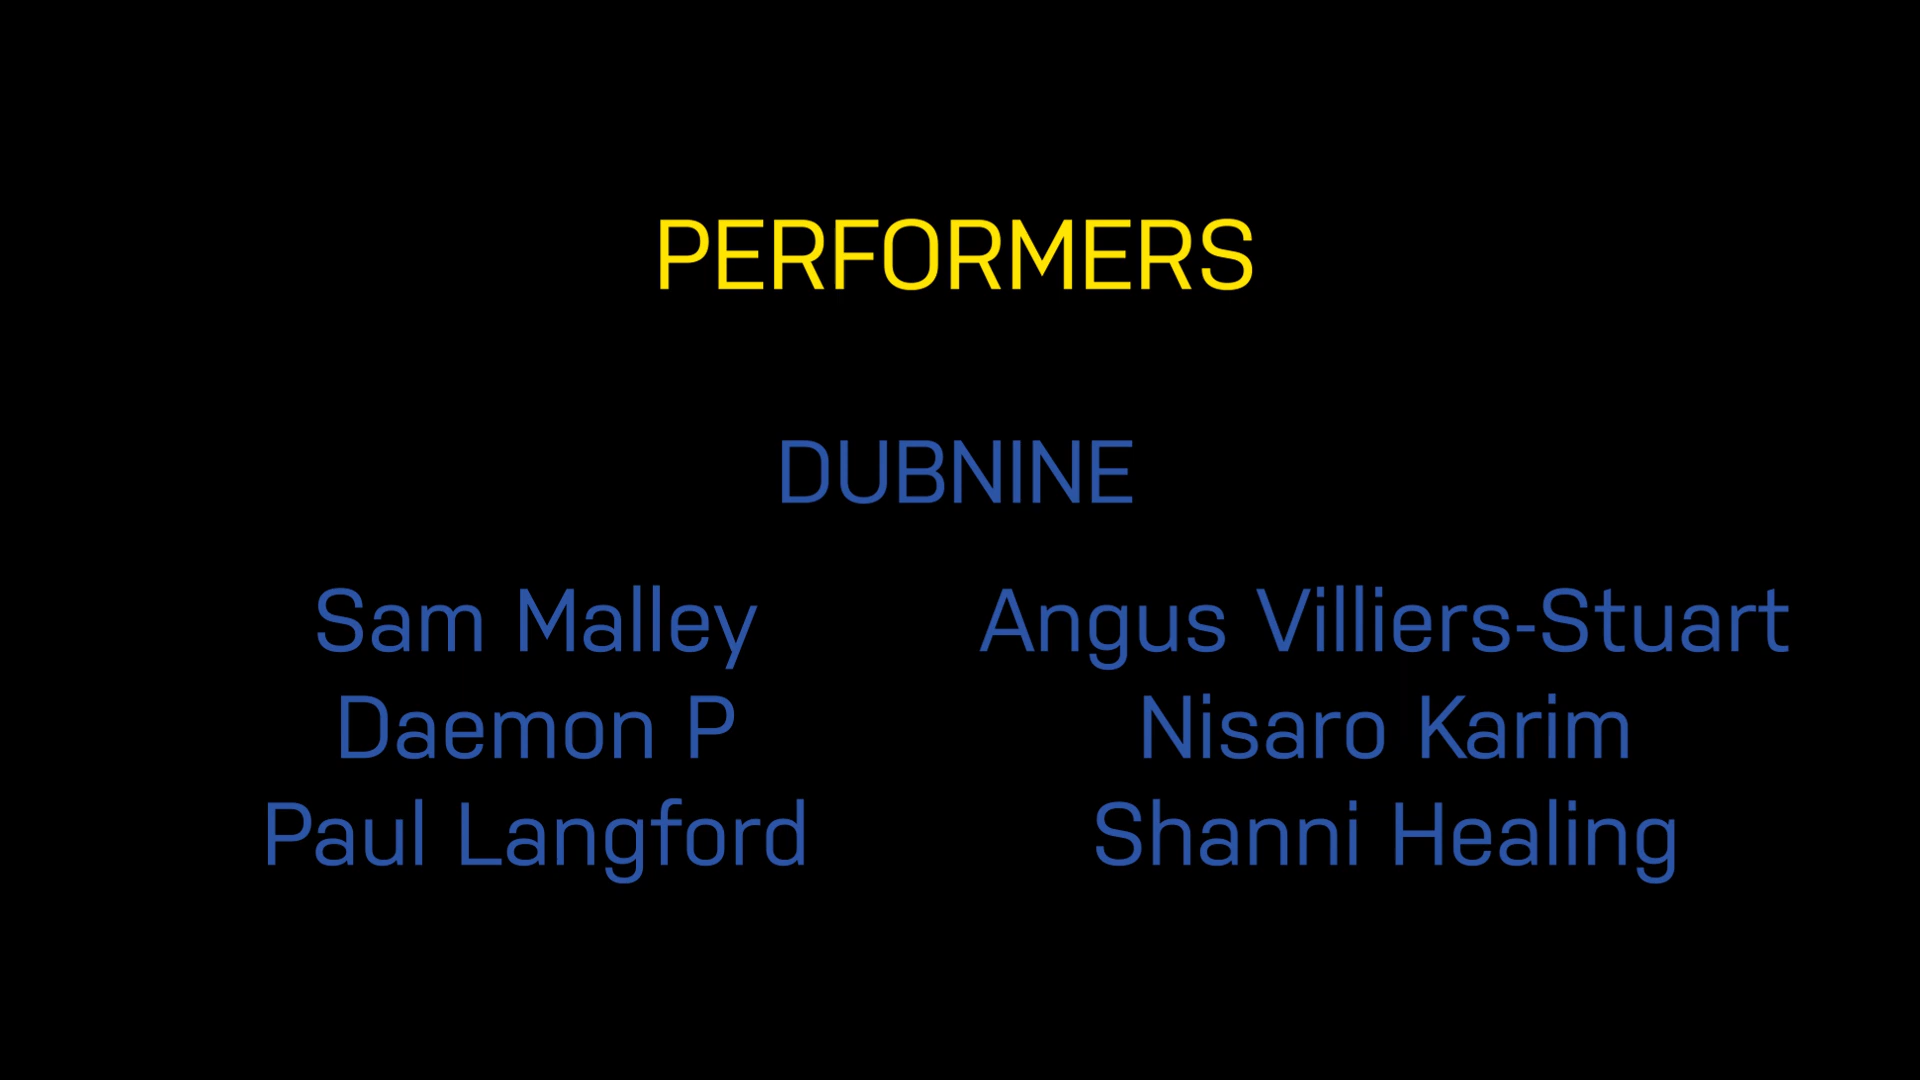 PERFORMERS
DUBNINE
Sam Malley
Angus Villiers-Stuart
Daemon P
Nisaro Karim
Paul Langford
Shanni Healing